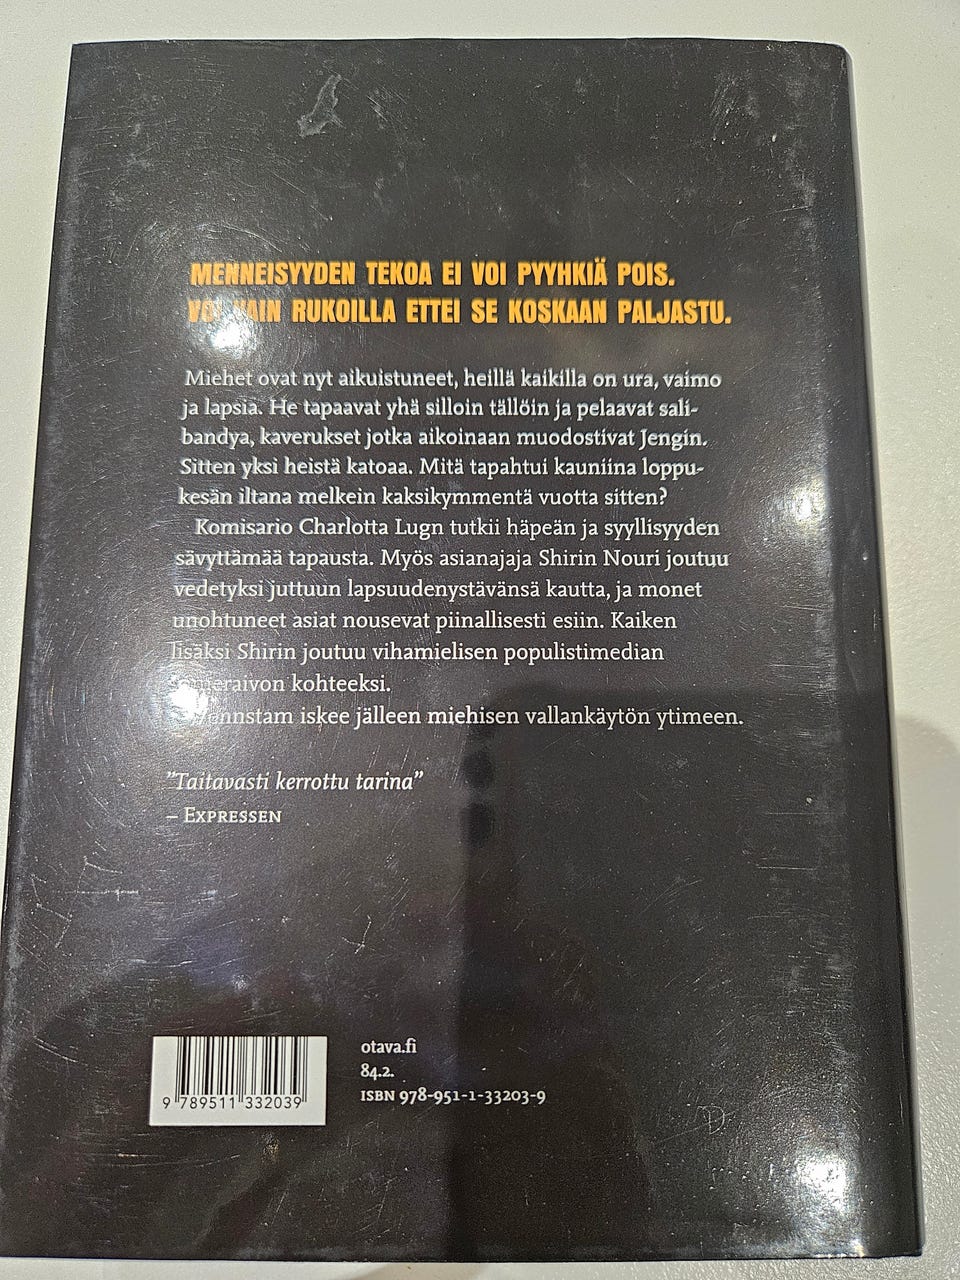 MENNEISYYDEN TEKOA EI VOI PYYHKIÄ POIS.
VOI VAIN RUKOILLA ETTEI SE KOSKAAN PALJASTU.
Miehet ovat nyt aikuistuneet, heillä kaikilla on ura, vaimo
ja lapsia. He tapaavat yhä silloin tällöin ja pelaavat sali-
bandya, kaverukset jotka aikoinaan muodostivat Jengin.
Sitten yksi heistä katoaa. Mitä tapahtui kauniina loppu-
kesän iltana melkein kaksikymmentä vuotta sitten?
Komisario Charlotta Lugn tutkii häpeän ja syyllisyyden
sävyttämää tapausta. Myös asianajaja Shirin Nouri joutuu
vedetyksi juttuun lapsuudenystävänsä kautta, ja monet
unohtuneet asiat nousevat piinallisesti esiin. Kaiken
lisäksi Shirin joutuu vihamielisen populistimedian
kohteeksi.
iskee jälleen miehisen vallankäytön ytimeen.
"Taitavasti kerrottu tarina"
– EXPRESSEN
otava.fi
84.2.
ISBN 978-951-1-33203-9
9 789511 332039